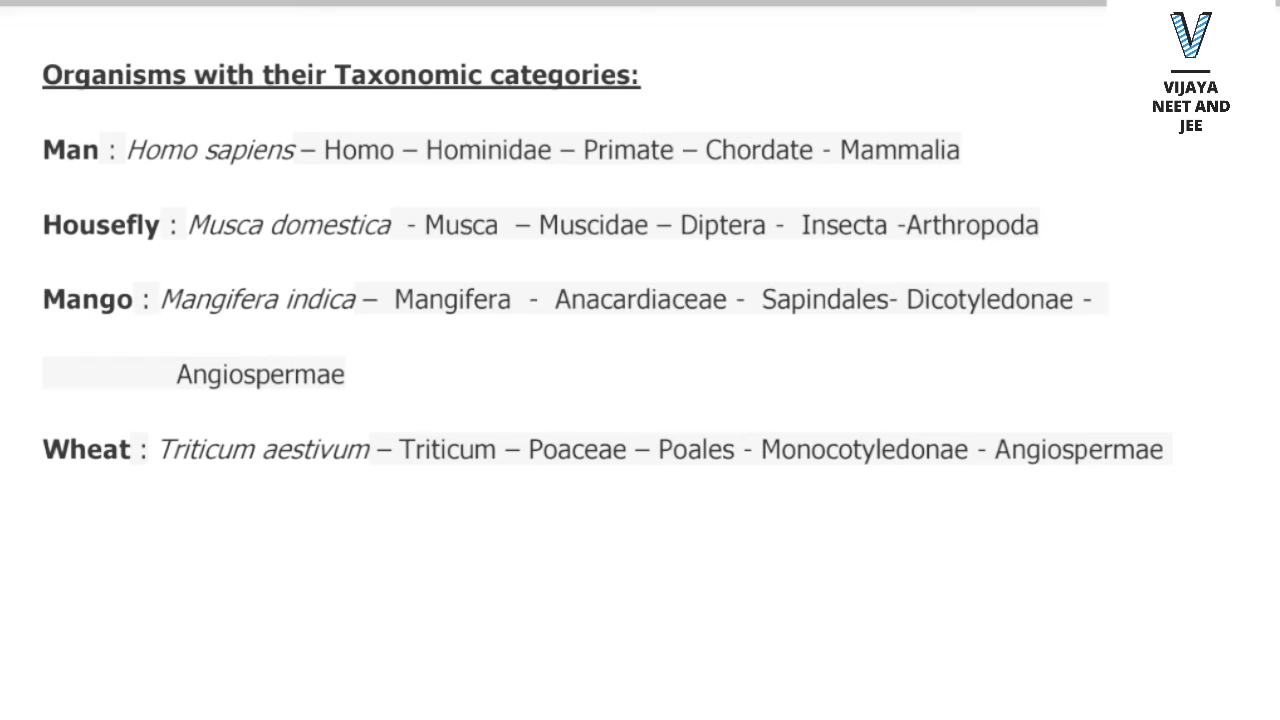 Organisms with their Taxonomic categories:
VIJAYA
NEET AND
JEE
Man : Homo sapiens – Homo – Hominidae – Primate – Chordate - Mammalia
Housefly : Musca domestica - Musca – Muscidae – Diptera - Insecta -Arthropoda
Mango : Mangifera indica – Mangifera - Anacardiaceae - Sapindales- Dicotyledonae -
Angiospermae
Wheat : Triticum aestivum – Triticum – Poaceae – Poales - Monocotyledonae - Angiospermae